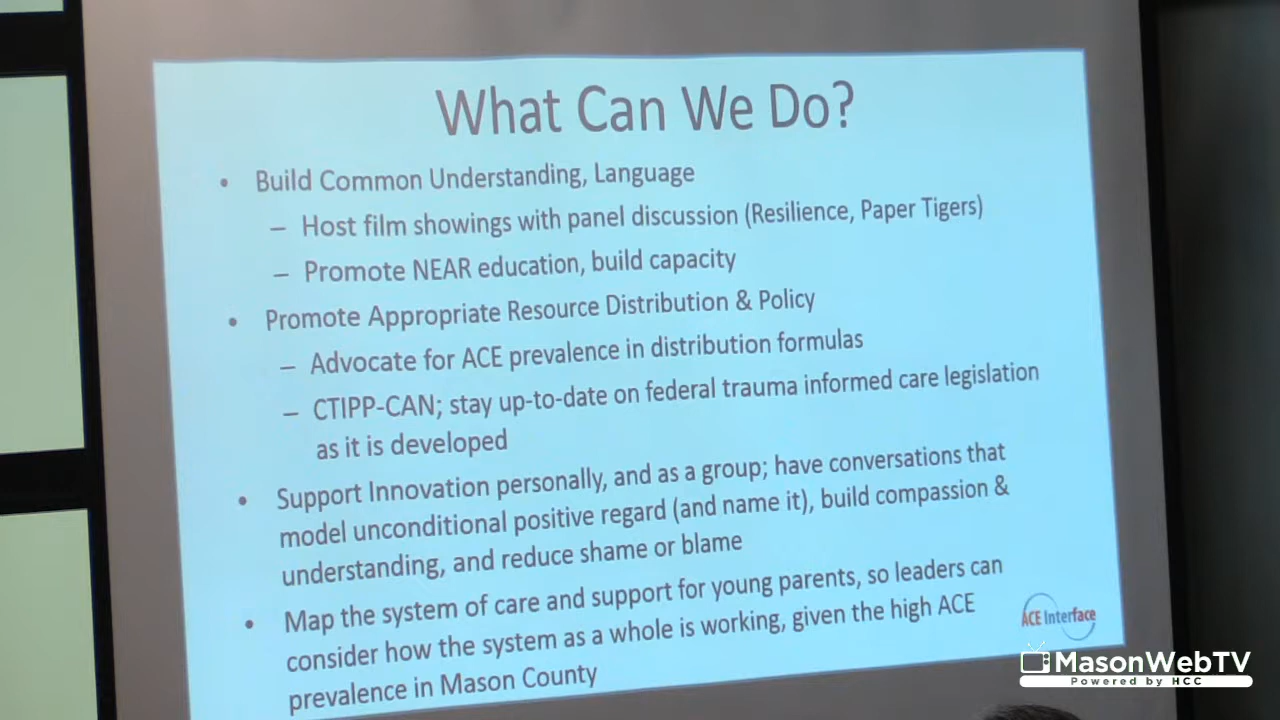 What Can We Do?
• Build Common Understanding, Language
– Host film showings with panel discussion (Resilience, Paper Tigers)
– Promote NEAR education, build capacity
• Promote Appropriate Resource Distribution & Policy
– Advocate for ACE prevalence in distribution formulas
– CTIPP-CAN; stay up-to-date on federal trauma informed care legislation
as it is developed
• Support Innovation personally, and as a group; have conversations that
model unconditional positive regard (and name it), build compassion &
understanding, and reduce shame or blame
• Map the system of care and support for young parents, so leaders can
consider how the system as a whole is working, given the high ACE
prevalence in Mason County
ACE Interface
MasonWebTV
Powered by HCC